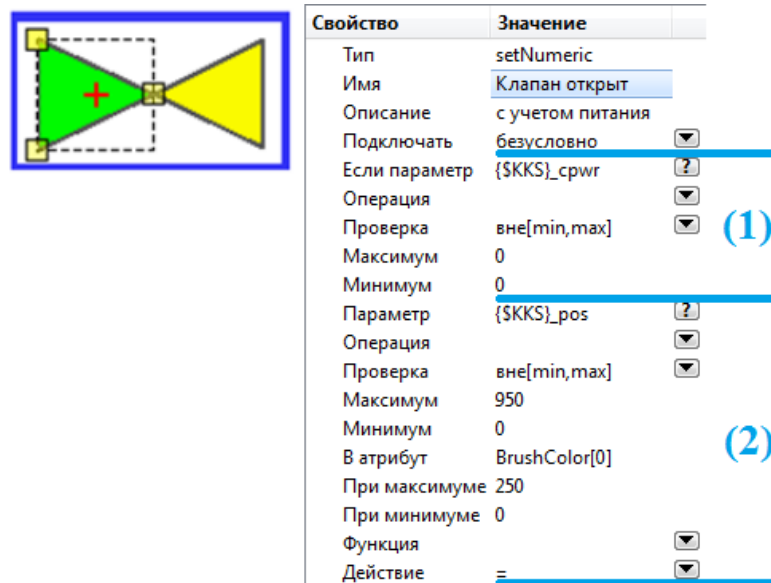 Свойство Значение
Тип setNumeric
Имя Клапан открыт
Описание с учетом питания
Подключать безусловно
Если параметр {$KKS}_cpwr ?
Операция
Проверка вне[min,max]
Максимум 0
Минимум 0
(1)
Параметр {$KKS}_pos ?
Операция
Проверка вне[min,max]
Максимум 950
Минимум 0
В атрибут BrushColor[0]
При максимуме 250
При минимуме 0
Функция
Действие =
(2)